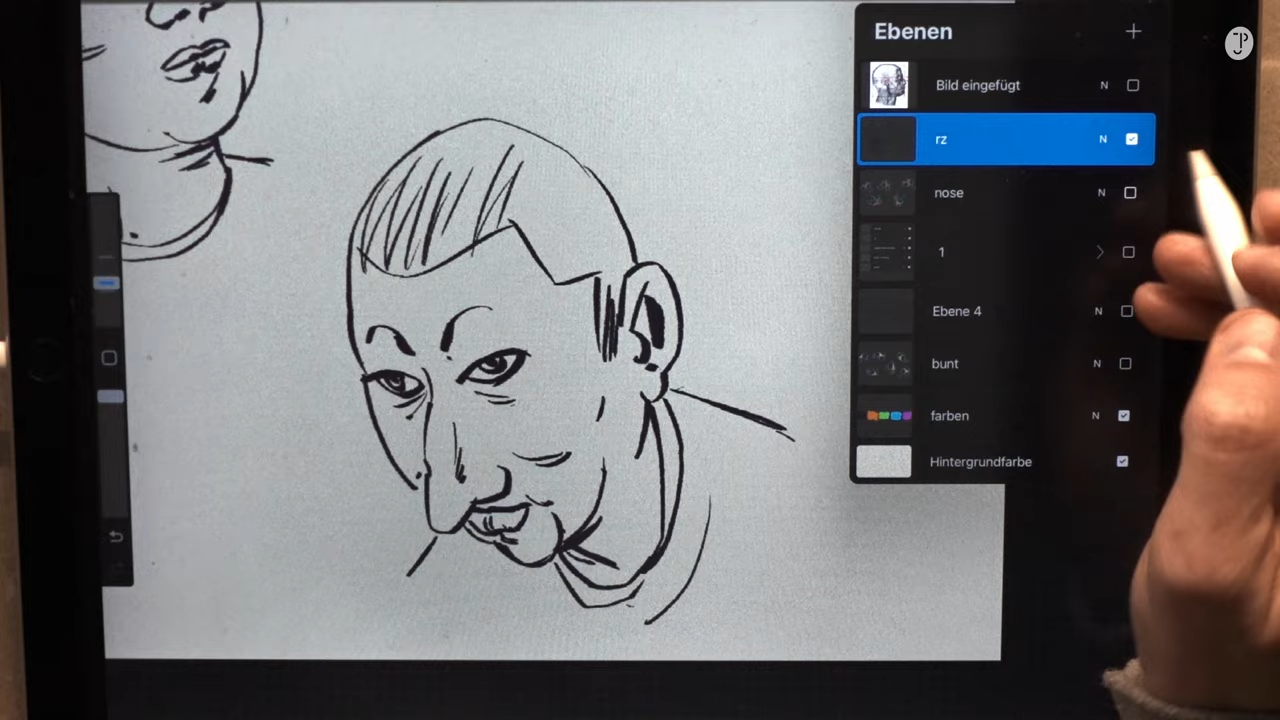 Ebenen
Bild eingefügt N
rz N
nose N
1
Ebene 4 N
bunt N
farben N
Hintergrundfarbe